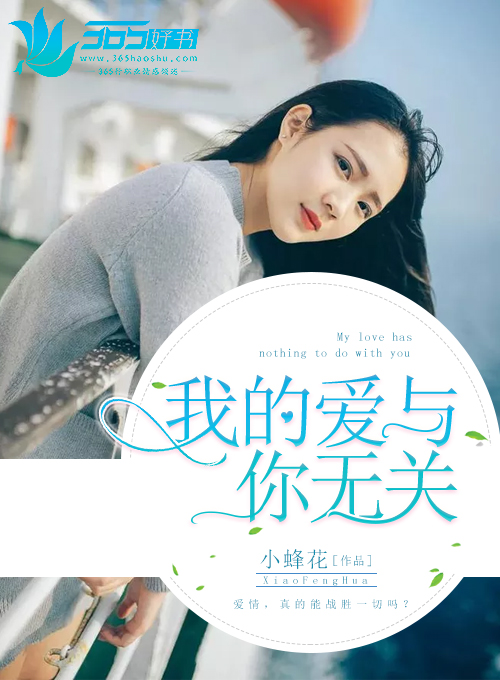 365好书
www.365haoshu.com
My love has
nothing to do with you
我的爱与
你无关
小蜂花[作品]
XiaoFengHua
爱情，真的能战胜一切吗？